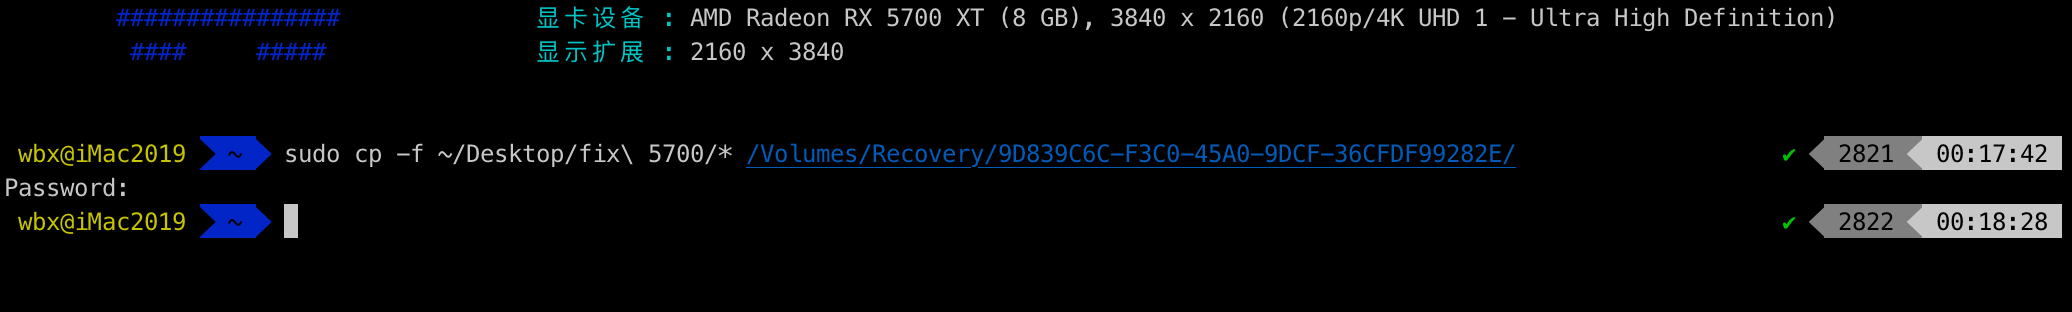 ################ 显卡设备 : AMD Radeon RX 5700 XT (8 GB), 3840 x 2160 (2160p/4K UHD 1 - Ultra High Definition)
#### ##### 显示扩展 : 2160 x 3840
wbx@iMac2019 ~ sudo cp -f ~/Desktop/fix\ 5700/* /Volumes/Recovery/9D839C6C-F3C0-45A0-9DCF-36CFDF99282E/ ✔ 2821 00:17:42
Password:
wbx@iMac2019 ~ ✔ 2822 00:18:28